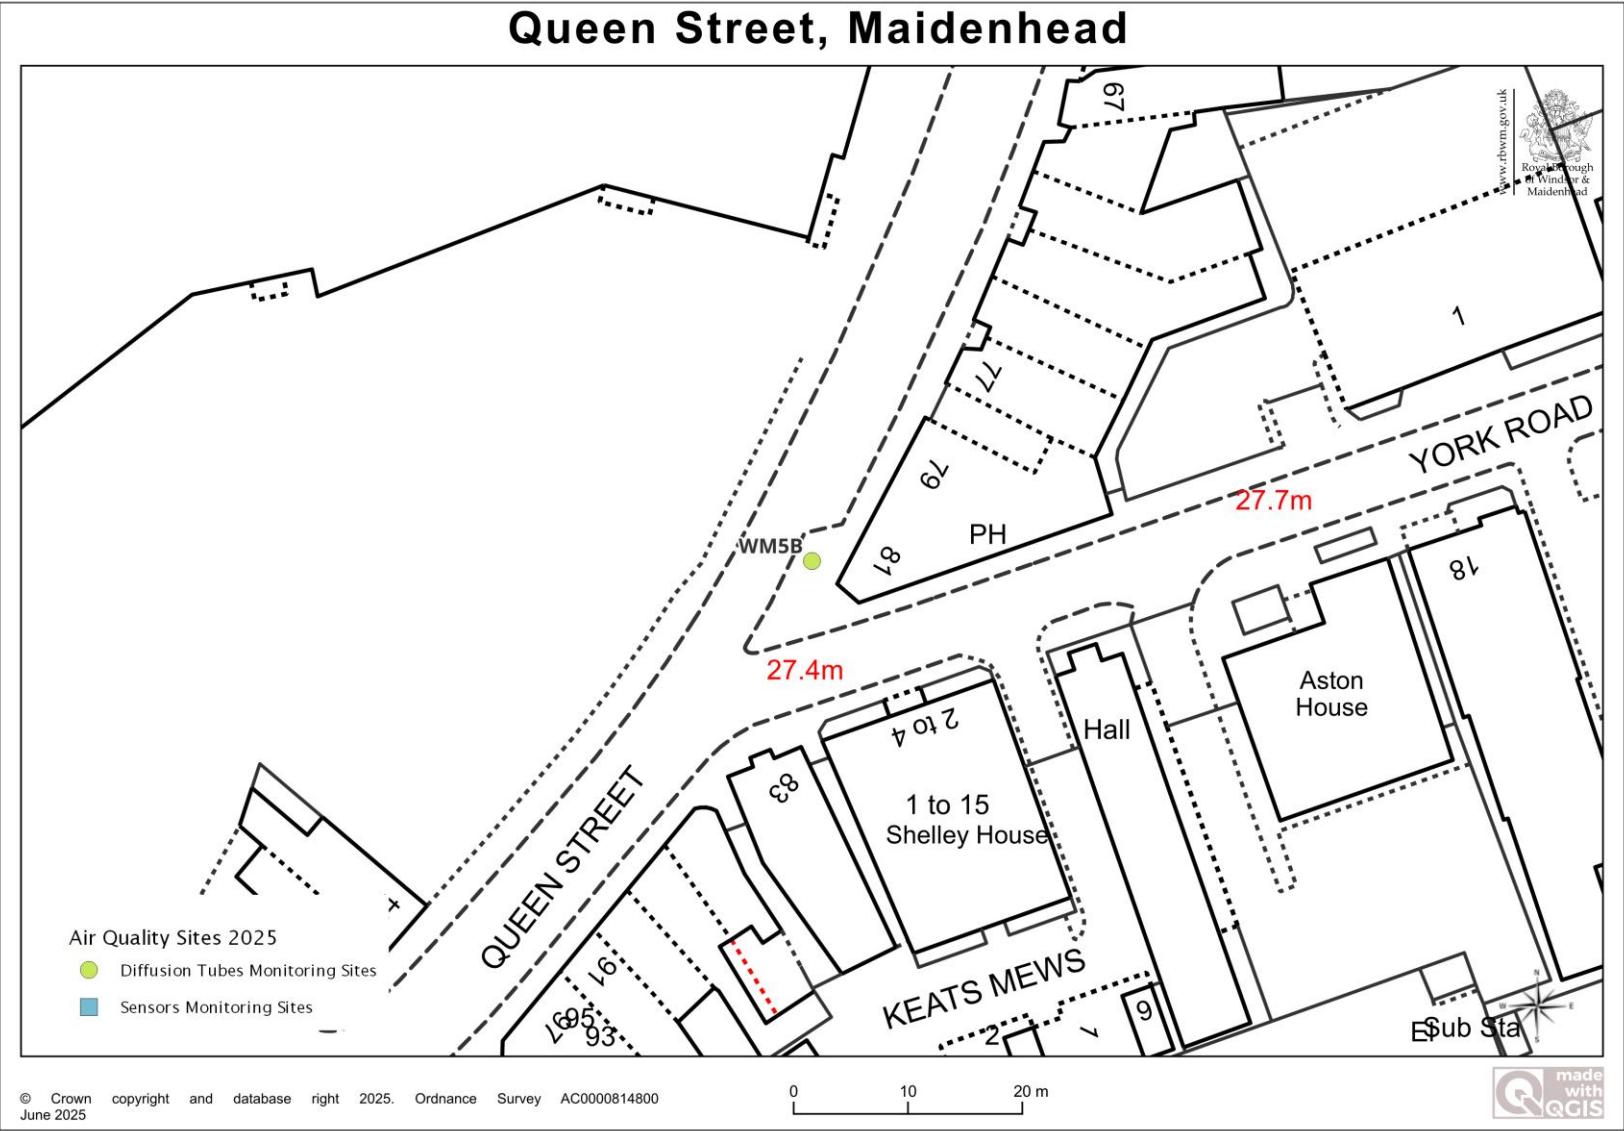 Queen Street, Maidenhead
67
www.rbwm.gov.uk
Royal Borough
of Windsor &
Maidenhead
1
77
YORK ROAD
79
27.7m
PH
WM5B
81
18
27.4m
Aston
House
2 to 4
Hall
83
1 to 15
Shelley House
QUEEN STREET
Air Quality Sites 2025
Diffusion Tubes Monitoring Sites
Sensors Monitoring Sites
91
KEATS MEWS
95
97
93
2
1
9
El Sub Sta
N
W
E
S
© Crown copyright and database right 2025. Ordnance Survey AC0000814800
June 2025
0 10 20 m
made
with
QGIS